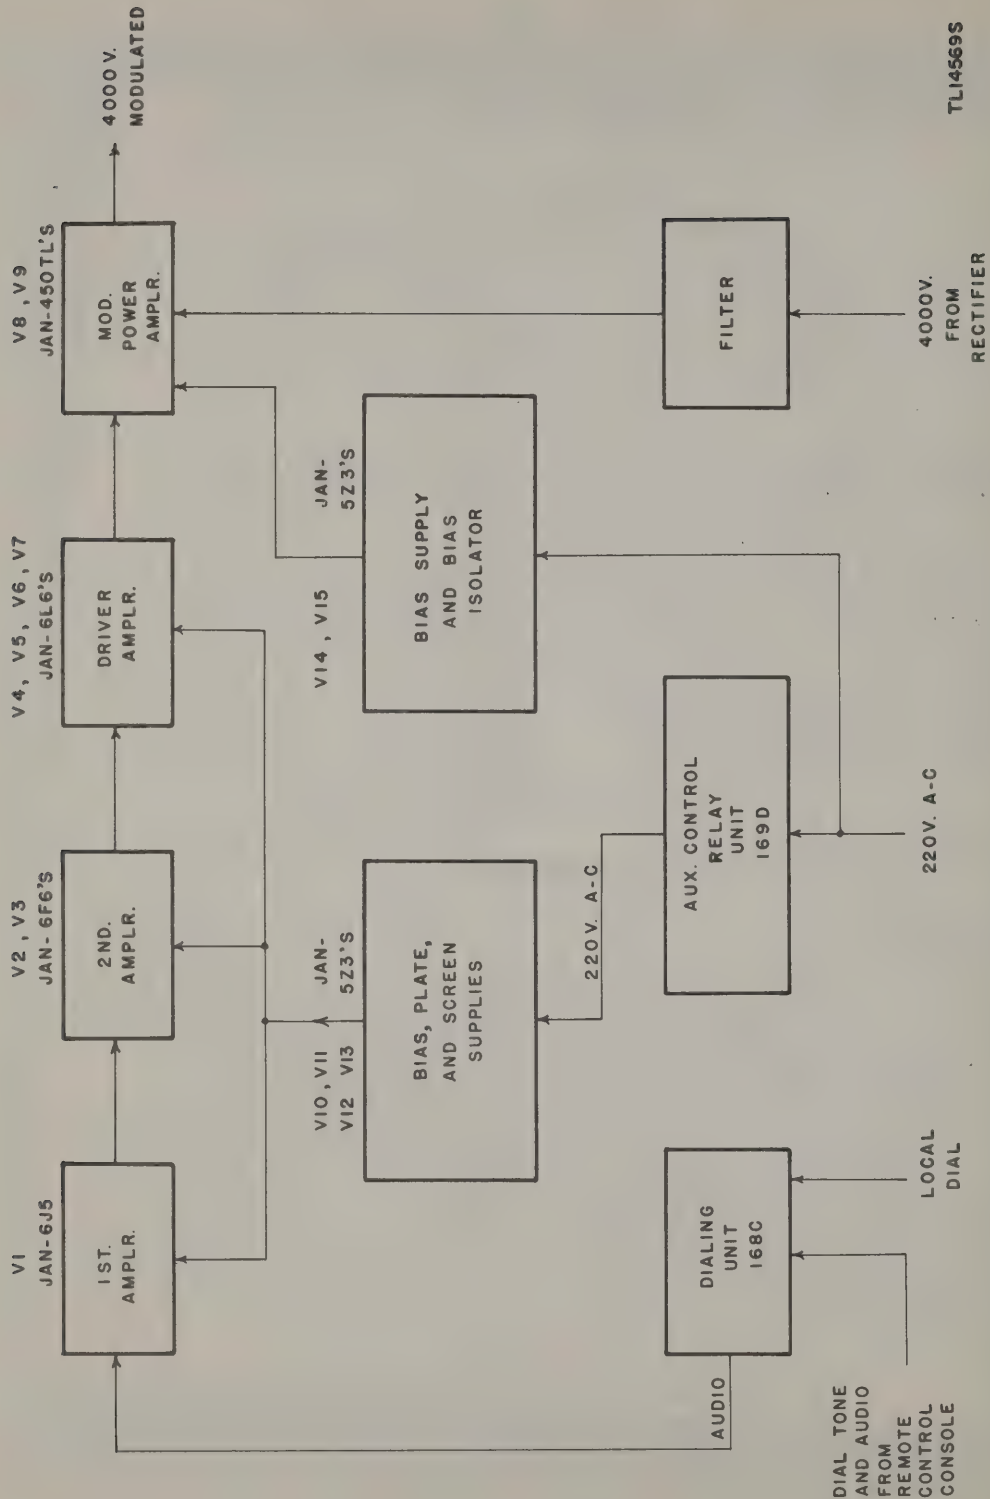 V1
JAN-6J5
1ST.
AMPLR.
V2, V3
JAN-6F6'S
2ND.
AMPLR.
V4, V5, V6, V7
JAN-6L6'S
DRIVER
AMPLR.
V8, V9
JAN-450TL'S
MOD.
POWER
AMPLR.
4000V.
MODULATED
V10, V11
V12 V13
JAN-
5Z3'S
BIAS, PLATE,
AND SCREEN
SUPPLIES
V14, V15
JAN-
5Z3'S
BIAS SUPPLY
AND BIAS
ISOLATOR
AUDIO
DIALING
UNIT
168C
220V. A-C
AUX. CONTROL
RELAY
UNIT
169D
FILTER
DIAL TONE
AND AUDIO
FROM
REMOTE
CONTROL
CONSOLE
LOCAL
DIAL
220V. A-C
4000V.
FROM
RECTIFIER
TL14569S